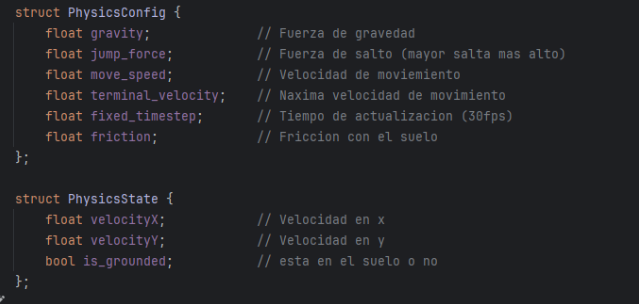 struct PhysicsConfig {
float gravity; // Fuerza de gravedad
float jump_force; // Fuerza de salto (mayor salta mas alto)
float move_speed; // Velocidad de moviemiento
float terminal_velocity; // Naxima velocidad de movimiento
float fixed_timestep; // Tiempo de actualizacion (30fps)
float friction; // Friccion con el suelo
};
struct PhysicsState {
float velocityX; // Velocidad en x
float velocityY; // Velocidad en y
bool is_grounded; // esta en el suelo o no
};